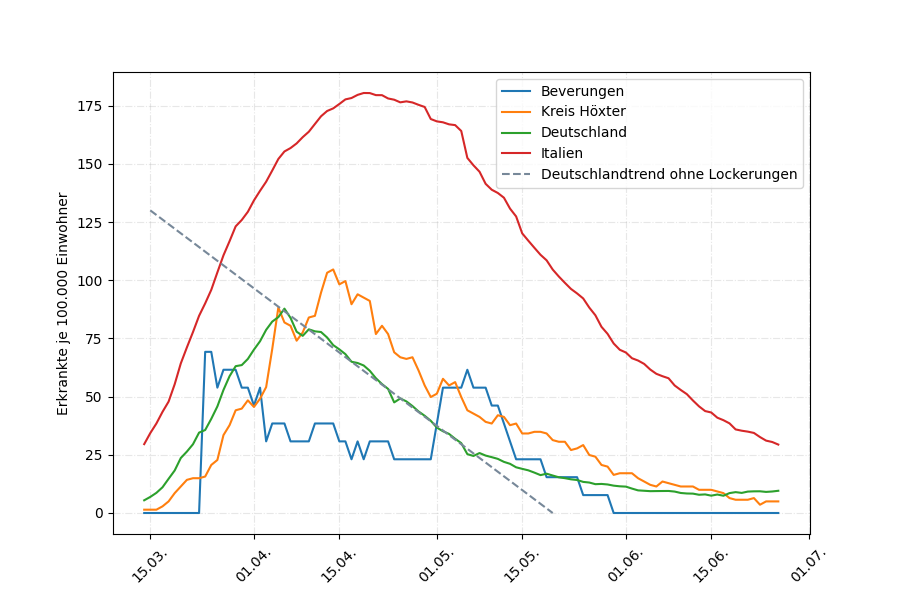 Beverungen
Kreis Höxter
Deutschland
Italien
Deutschlandtrend ohne Lockerungen
Erkrankte je 100.000 Einwohner
175
150
125
100
75
50
25
0
15.03.
01.04.
15.04.
01.05.
15.05.
01.06.
15.06.
01.07.